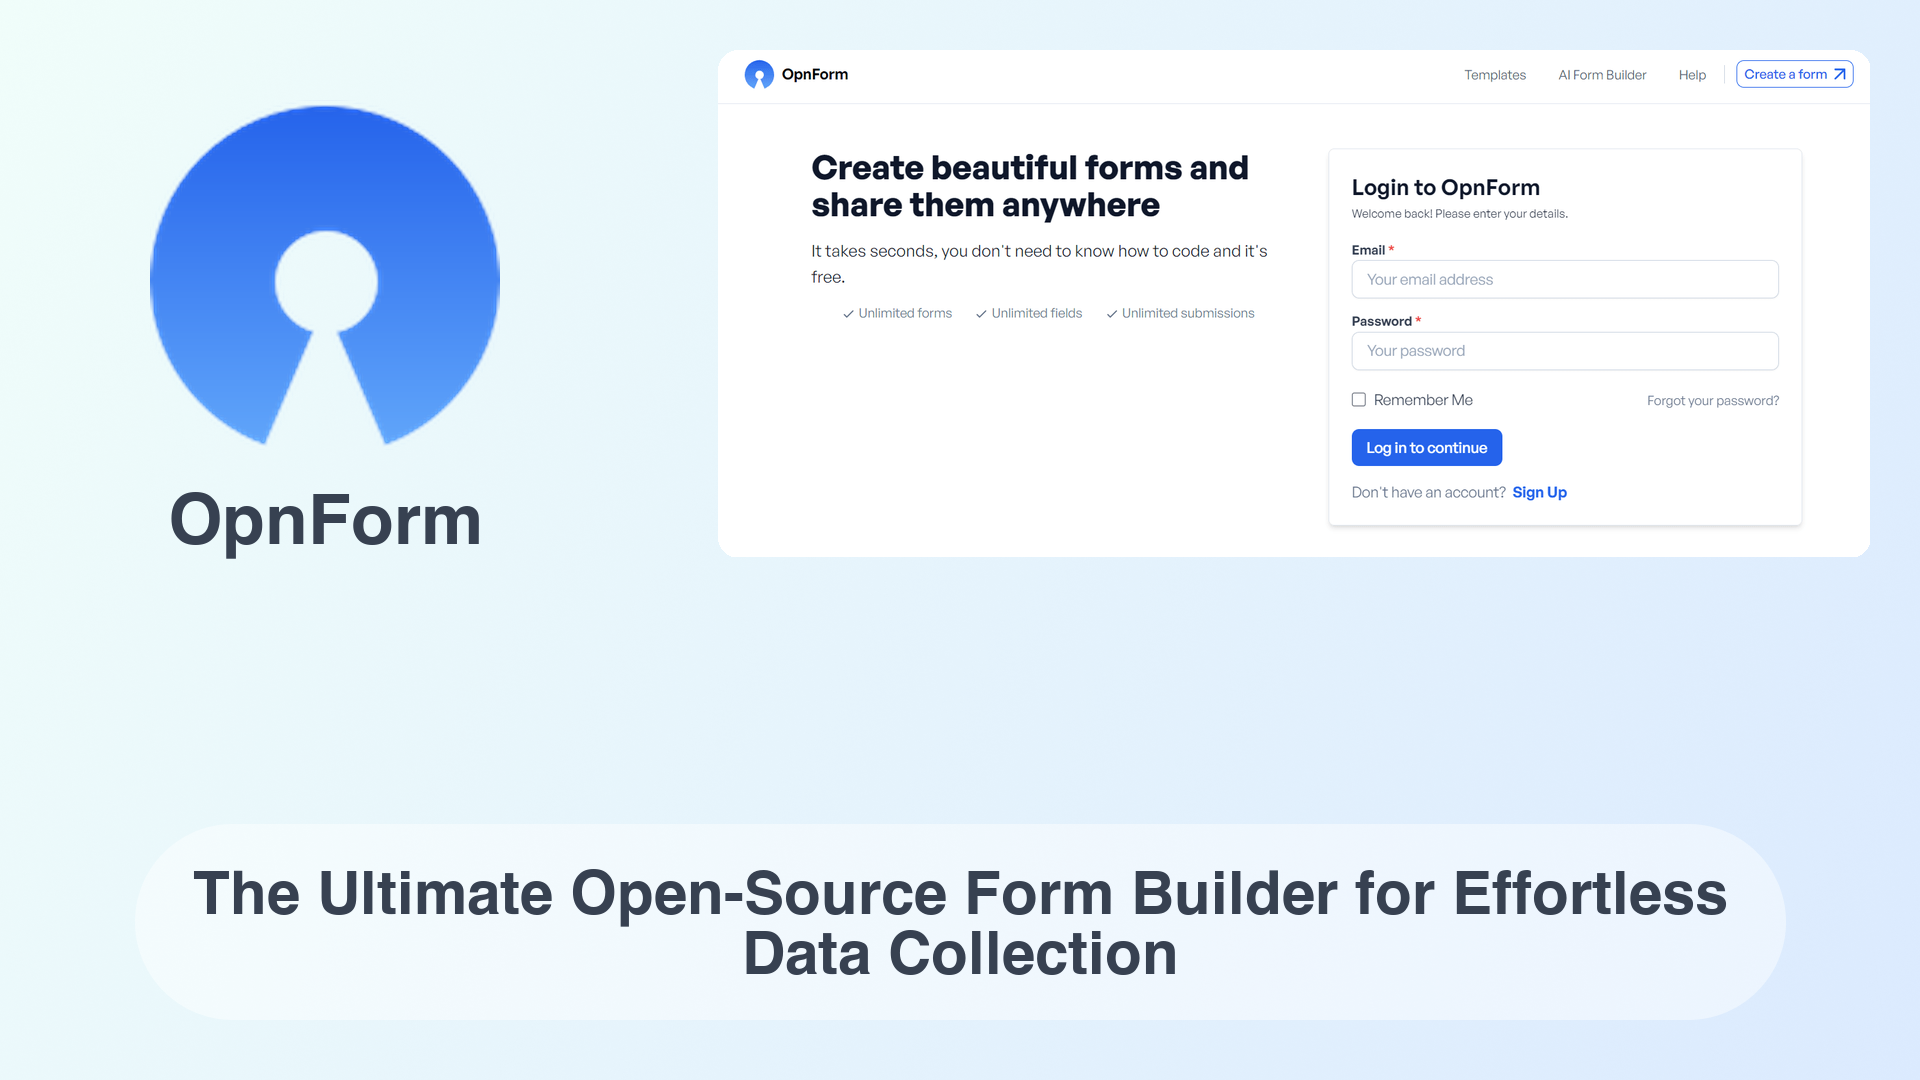 OpnForm
OpnForm
Templates
AI Form Builder
Help
Create a form
Create beautiful forms and
share them anywhere
It takes seconds, you don't need to know how to code and it's
free.
Unlimited forms
Unlimited fields
Unlimited submissions
Login to OpnForm
Welcome back! Please enter your details.
Email *
Your email address
Password *
Your password
Remember Me
Forgot your password?
Log in to continue
Don't have an account? Sign Up
The Ultimate Open-Source Form Builder for Effortless
Data Collection